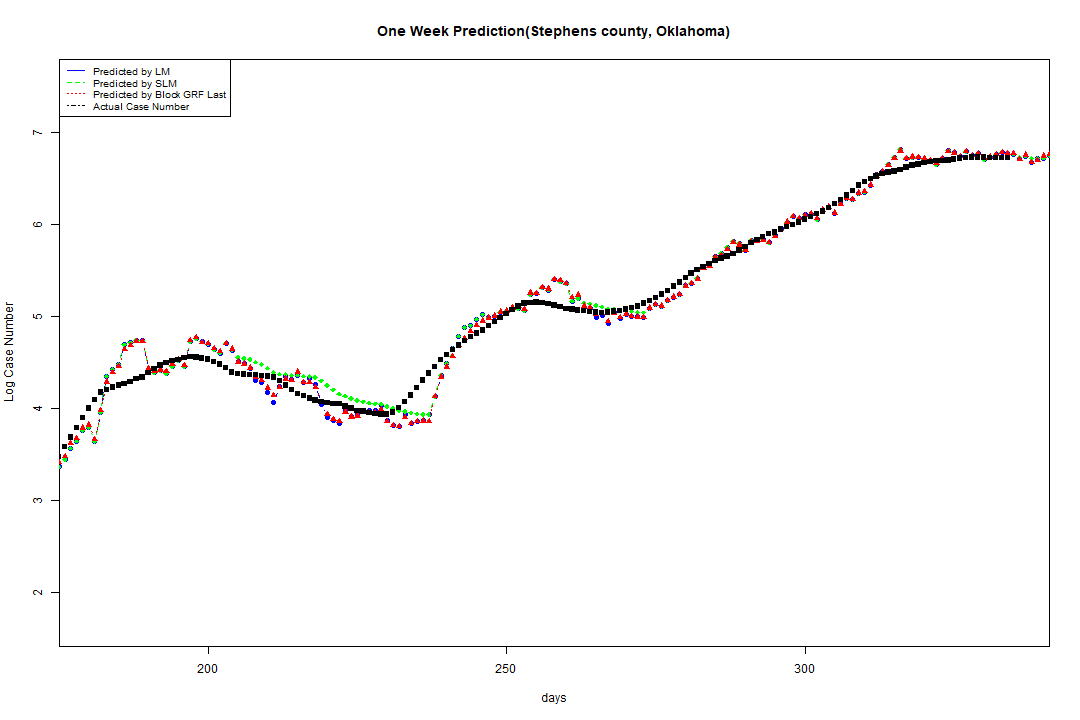 One Week Prediction(Stephens county, Oklahoma)
Predicted by LM
Predicted by SLM
Predicted by Block GRF Last
Actual Case Number
7
6
5
4
3
2
Log Case Number
200
250
300
days